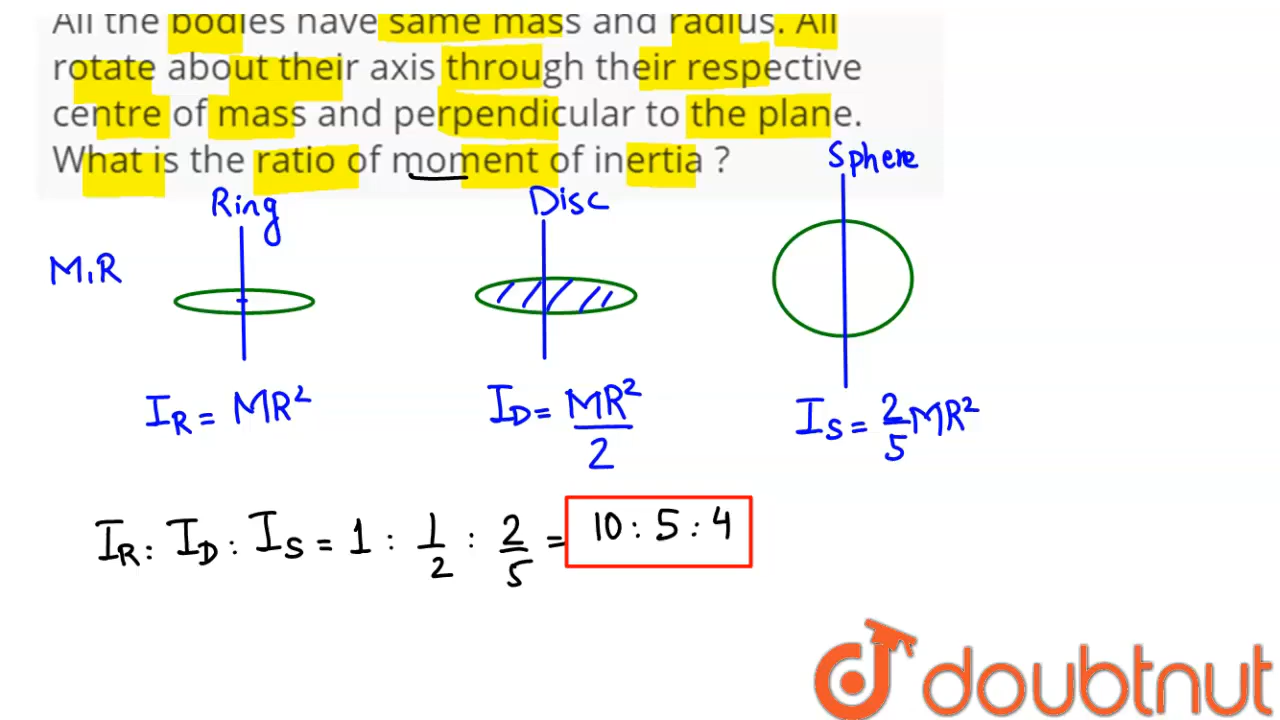 All the bodies have same mass and radius. All
rotate about their axis through their respective
centre of mass and perpendicular to the plane.
What is the ratio of moment of inertia ?
Sphere
Ring
Disc
M,R
I_R = MR²
I_D = MR²/2
I_S = 2/5 MR²
I_R : I_D : I_S = 1 : 1/2 : 2/5 = 10 : 5 : 4
doubtnut